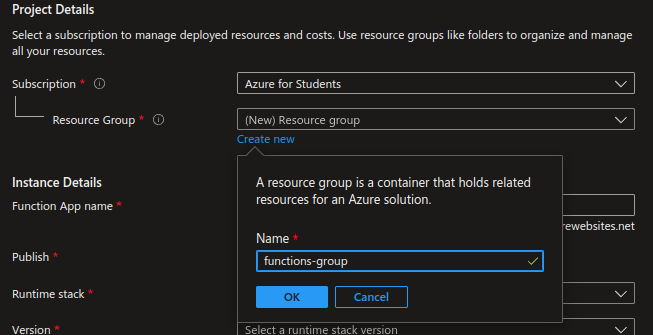 Project Details
Select a subscription to manage deployed resources and costs. Use resource groups like folders to organize and manage
all your resources.
Subscription *
Azure for Students
Resource Group *
(New) Resource group
Create new
A resource group is a container that holds related
resources for an Azure solution.
Name *
functions-group
OK
Cancel
Instance Details
Function App name *
ewebsites.net
Publish *
Runtime stack *
Version *
Select a runtime stack version